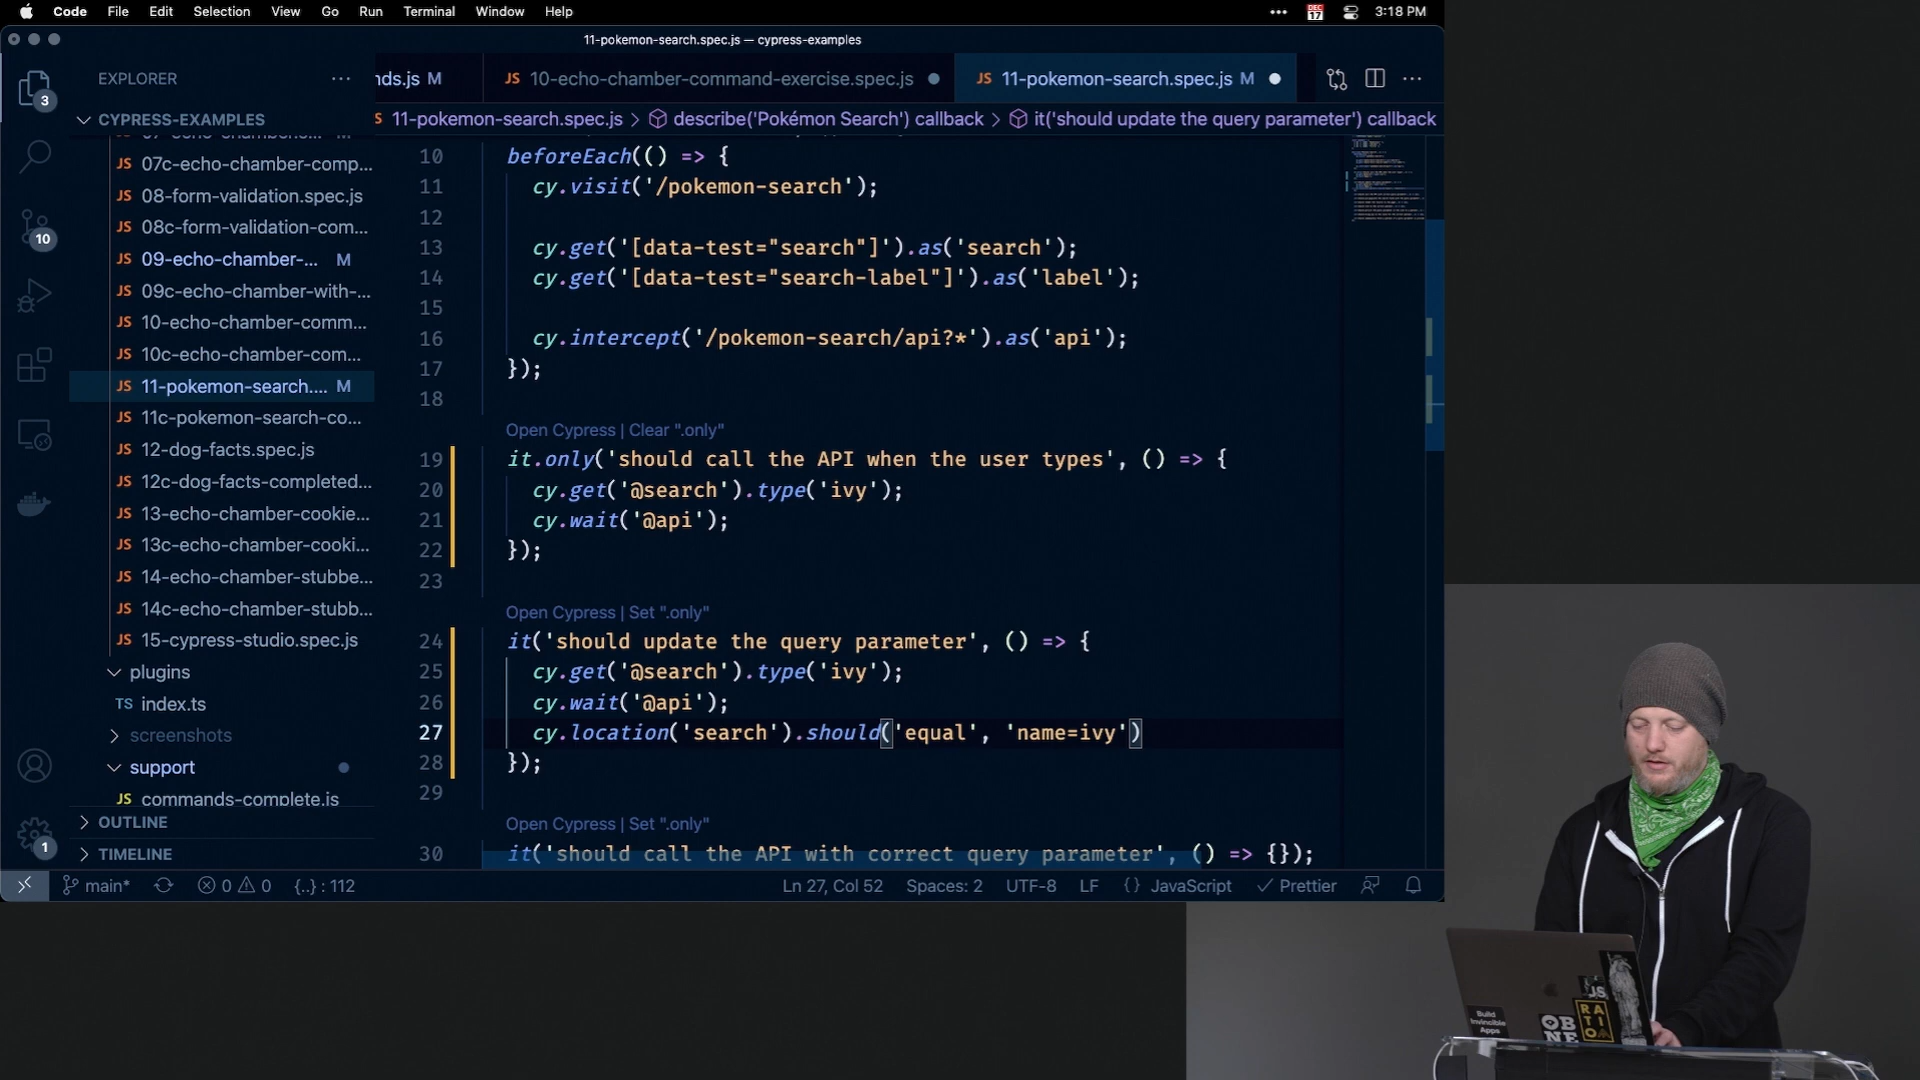 Code File Edit Selection View Go Run Terminal Window Help
DEC 17 3:18 PM
11-pokemon-search.spec.js — cypress-examples
EXPLORER
nds.js M
JS 10-echo-chamber-command-exercise.spec.js
JS 11-pokemon-search.spec.js M
11-pokemon-search.spec.js > describe('Pokémon Search') callback > it('should update the query parameter') callback
3
10
1
CYPRESS-EXAMPLES
JS 07c-echo-chamber-comp...
JS 08-form-validation.spec.js
JS 08c-form-validation-com...
JS 09-echo-chamber-... M
JS 09c-echo-chamber-with-...
JS 10-echo-chamber-comm...
JS 10c-echo-chamber-com...
JS 11-pokemon-search.... M
JS 11c-pokemon-search-co...
JS 12-dog-facts.spec.js
JS 12c-dog-facts-completed...
JS 13-echo-chamber-cookie...
JS 13c-echo-chamber-cooki...
JS 14-echo-chamber-stubbe...
JS 14c-echo-chamber-stubb...
JS 15-cypress-studio.spec.js
plugins
TS index.ts
screenshots
support
JS commands-complete.js
OUTLINE
TIMELINE
10 beforeEach(() => {
11 cy.visit('/pokemon-search');
12
13 cy.get('[data-test="search"]').as('search');
14 cy.get('[data-test="search-label"]').as('label');
15
16 cy.intercept('/pokemon-search/api?*').as('api');
17 });
18
Open Cypress | Clear ".only"
19 it.only('should call the API when the user types', () => {
20 cy.get('@search').type('ivy');
21 cy.wait('@api');
22 });
23
Open Cypress | Set ".only"
24 it('should update the query parameter', () => {
25 cy.get('@search').type('ivy');
26 cy.wait('@api');
27 cy.location('search').should('equal', 'name=ivy')
28 });
29
Open Cypress | Set ".only"
30 it('should call the API with correct query parameter', () => {});
main* 0 0 {..} : 112 Ln 27, Col 52 Spaces: 2 UTF-8 LF {} JavaScript Prettier
JS
Build
Invincible
Apps
OB
NE
RA
TIO